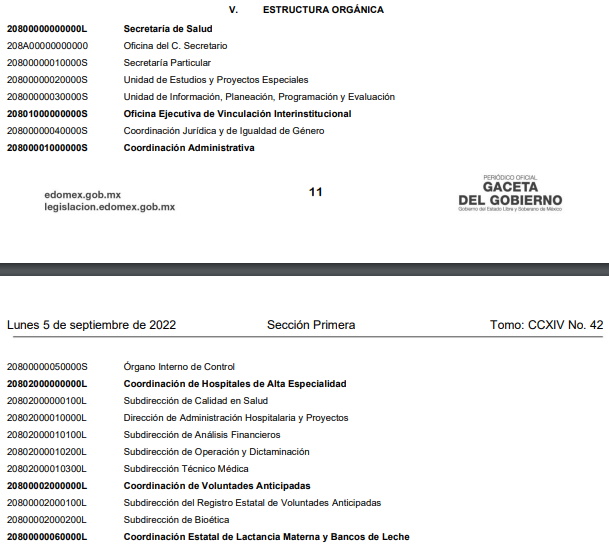 V. ESTRUCTURA ORGÁNICA
20800000000000L Secretaría de Salud
208A00000000000 Oficina del C. Secretario
20800000010000S Secretaría Particular
20800000020000S Unidad de Estudios y Proyectos Especiales
20800000030000S Unidad de Información, Planeación, Programación y Evaluación
20801000000000S Oficina Ejecutiva de Vinculación Interinstitucional
20800000040000S Coordinación Jurídica y de Igualdad de Género
20800001000000S Coordinación Administrativa
edomex.gob.mx
legislacion.edomex.gob.mx
11
PERIÓDICO OFICIAL
GACETA
DEL GOBIERNO
Gobierno del Estado Libre y Soberano de México
Lunes 5 de septiembre de 2022 Sección Primera Tomo: CCXIV No. 42
20800000050000S Órgano Interno de Control
20802000000000L Coordinación de Hospitales de Alta Especialidad
20802000000100L Subdirección de Calidad en Salud
20802000010000L Dirección de Administración Hospitalaria y Proyectos
20802000010100L Subdirección de Análisis Financieros
20802000010200L Subdirección de Operación y Dictaminación
20802000010300L Subdirección Técnico Médica
20800002000000L Coordinación de Voluntades Anticipadas
20800002000100L Subdirección del Registro Estatal de Voluntades Anticipadas
20800002000200L Subdirección de Bioética
20800000060000L Coordinación Estatal de Lactancia Materna y Bancos de Leche